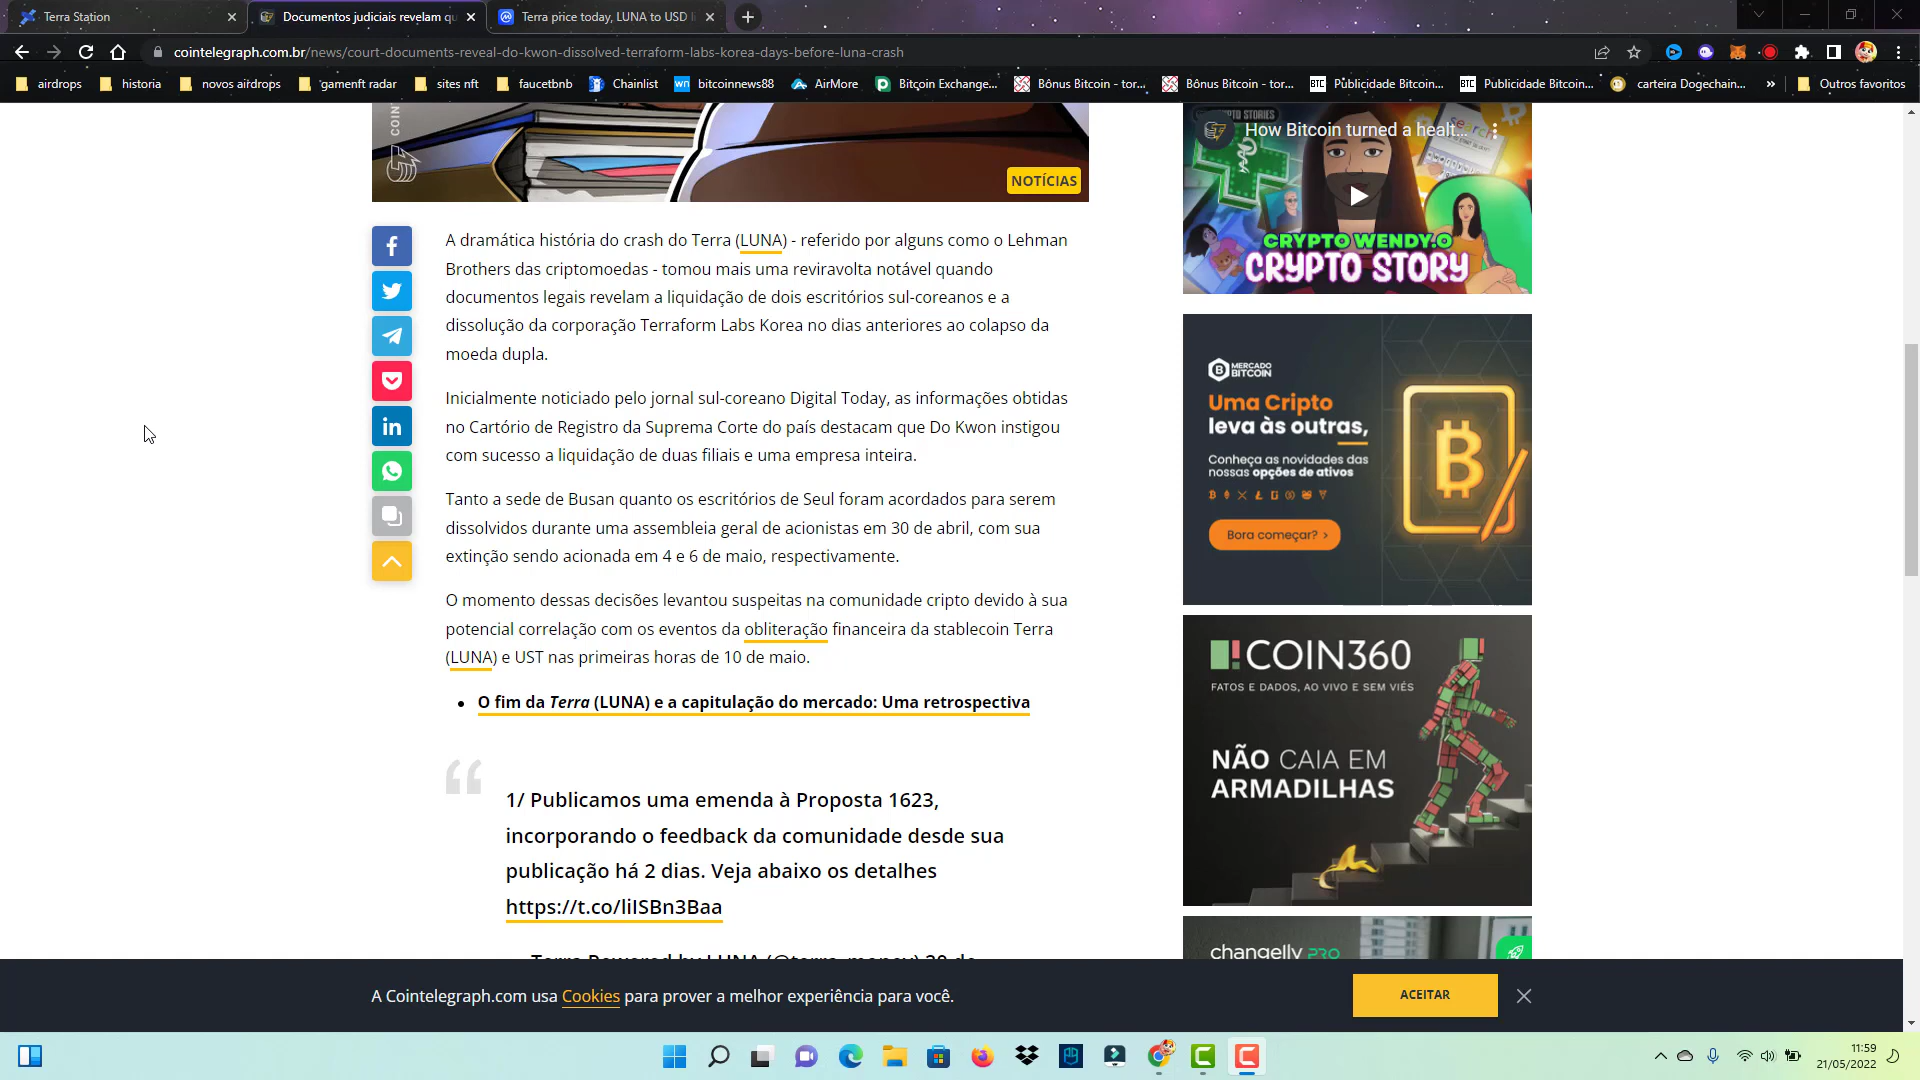 Terra Station
Documentos judiciais revelam qu
Terra price today, LUNA to USD li
cointelegraph.com.br/news/court-documents-reveal-do-kwon-dissolved-terraform-labs-korea-days-before-luna-crash
airdrops
historia
novos airdrops
'gamenft radar
sites nft
faucetbnb
Chainlist
wn bitcoinnews88
AirMore
Bitcoin Exchange...
Bônus Bitcoin - tor...
Bônus Bitcoin - tor...
BTC Publicidade Bitcoin...
BTC Publicidade Bitcoin...
carteira Dogechain...
»
Outros favoritos
COIN
NOTÍCIAS
A dramática história do crash do Terra (LUNA) - referido por alguns como o Lehman
Brothers das criptomoedas - tomou mais uma reviravolta notável quando
documentos legais revelam a liquidação de dois escritórios sul-coreanos e a
dissolução da corporação Terraform Labs Korea no dias anteriores ao colapso da
moeda dupla.
Inicialmente noticiado pelo jornal sul-coreano Digital Today, as informações obtidas
no Cartório de Registro da Suprema Corte do país destacam que Do Kwon instigou
com sucesso a liquidação de duas filiais e uma empresa inteira.
Tanto a sede de Busan quanto os escritórios de Seul foram acordados para serem
dissolvidos durante uma assembleia geral de acionistas em 30 de abril, com sua
extinção sendo acionada em 4 e 6 de maio, respectivamente.
O momento dessas decisões levantou suspeitas na comunidade cripto devido à sua
potencial correlação com os eventos da obliteração financeira da stablecoin Terra
(LUNA) e UST nas primeiras horas de 10 de maio.
• O fim da Terra (LUNA) e a capitulação do mercado: Uma retrospectiva
“
1/ Publicamos uma emenda à Proposta 1623,
incorporando o feedback da comunidade desde sua
publicação há 2 dias. Veja abaixo os detalhes
https://t.co/liISBn3Baa
CRYPTO STORIES
How Bitcoin turned a healt...
search
CRYPTO WENDY.O
CRYPTO STORY
MERCADO
BITCOIN
Uma Cripto
leva às outras,
Conheça as novidades das
nossas opções de ativos
Bora começar? >
COIN360
FATOS E DADOS, AO VIVO E SEM VIÉS
NÃO CAIA EM
ARMADILHAS
changelly PRO
A Cointelegraph.com usa Cookies para prover a melhor experiência para você.
ACEITAR
11:59
21/05/2022